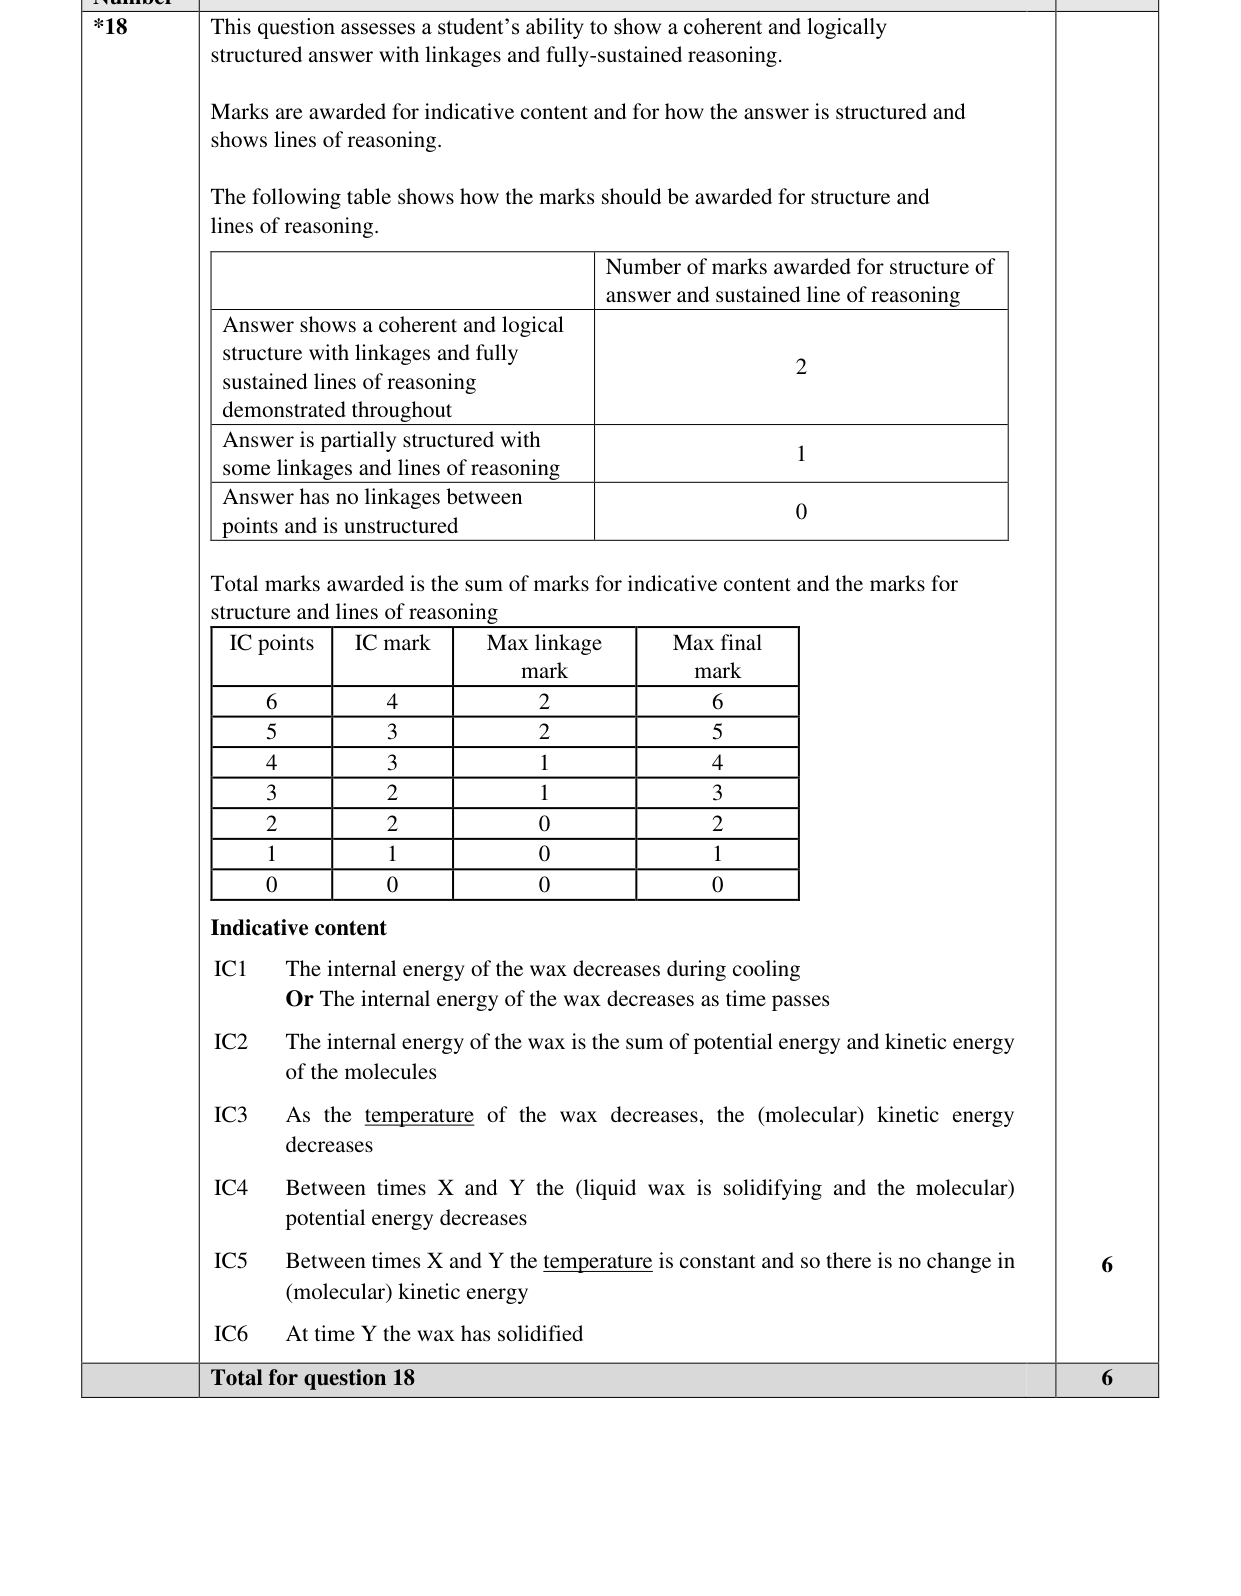 Number
*18
This question assesses a student’s ability to show a coherent and logically
structured answer with linkages and fully-sustained reasoning.
Marks are awarded for indicative content and for how the answer is structured and
shows lines of reasoning.
The following table shows how the marks should be awarded for structure and
lines of reasoning.
Number of marks awarded for structure of
answer and sustained line of reasoning
Answer shows a coherent and logical
structure with linkages and fully
sustained lines of reasoning
demonstrated throughout
2
Answer is partially structured with
some linkages and lines of reasoning
1
Answer has no linkages between
points and is unstructured
0
Total marks awarded is the sum of marks for indicative content and the marks for
structure and lines of reasoning
IC points IC mark Max linkage mark Max final mark
6 4 2 6
5 3 2 5
4 3 1 4
3 2 1 3
2 2 0 2
1 1 0 1
0 0 0 0
Indicative content
IC1 The internal energy of the wax decreases during cooling
Or The internal energy of the wax decreases as time passes
IC2 The internal energy of the wax is the sum of potential energy and kinetic energy
of the molecules
IC3 As the temperature of the wax decreases, the (molecular) kinetic energy
decreases
IC4 Between times X and Y the (liquid wax is solidifying and the molecular)
potential energy decreases
IC5 Between times X and Y the temperature is constant and so there is no change in
(molecular) kinetic energy
6
IC6 At time Y the wax has solidified
Total for question 18 6